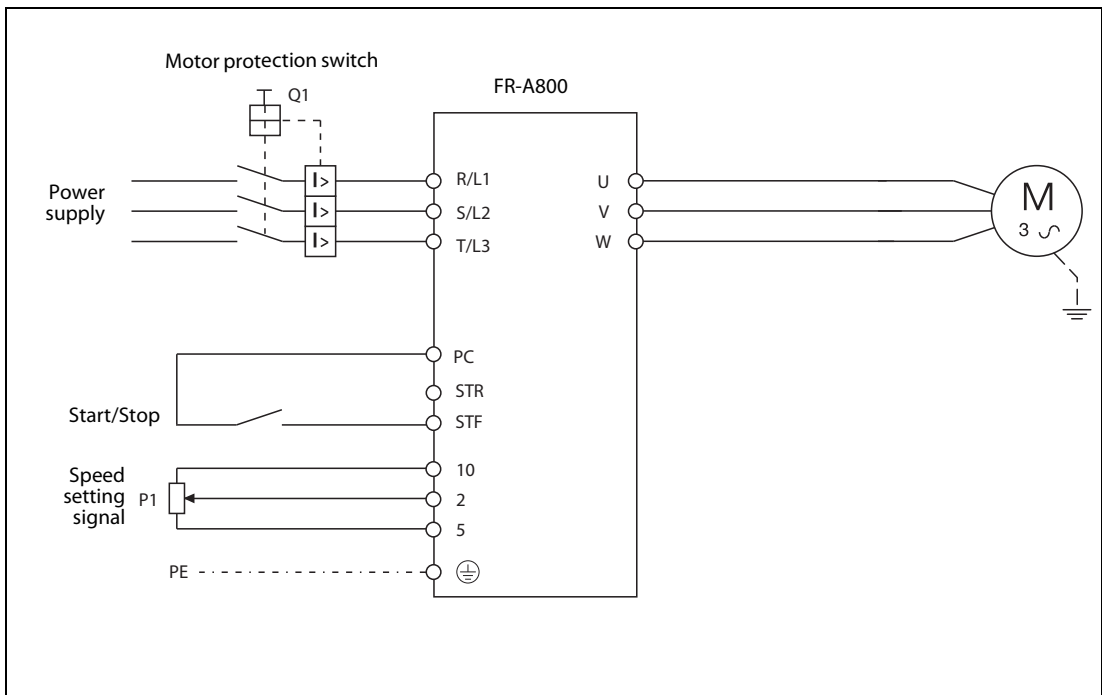 Motor protection switch
Q1
FR-A800
Power
supply
I>
I>
I>
R/L1
S/L2
T/L3
U
V
W
M
3
PC
STR
STF
Start/Stop
Speed
setting
signal
P1
10
2
5
PE